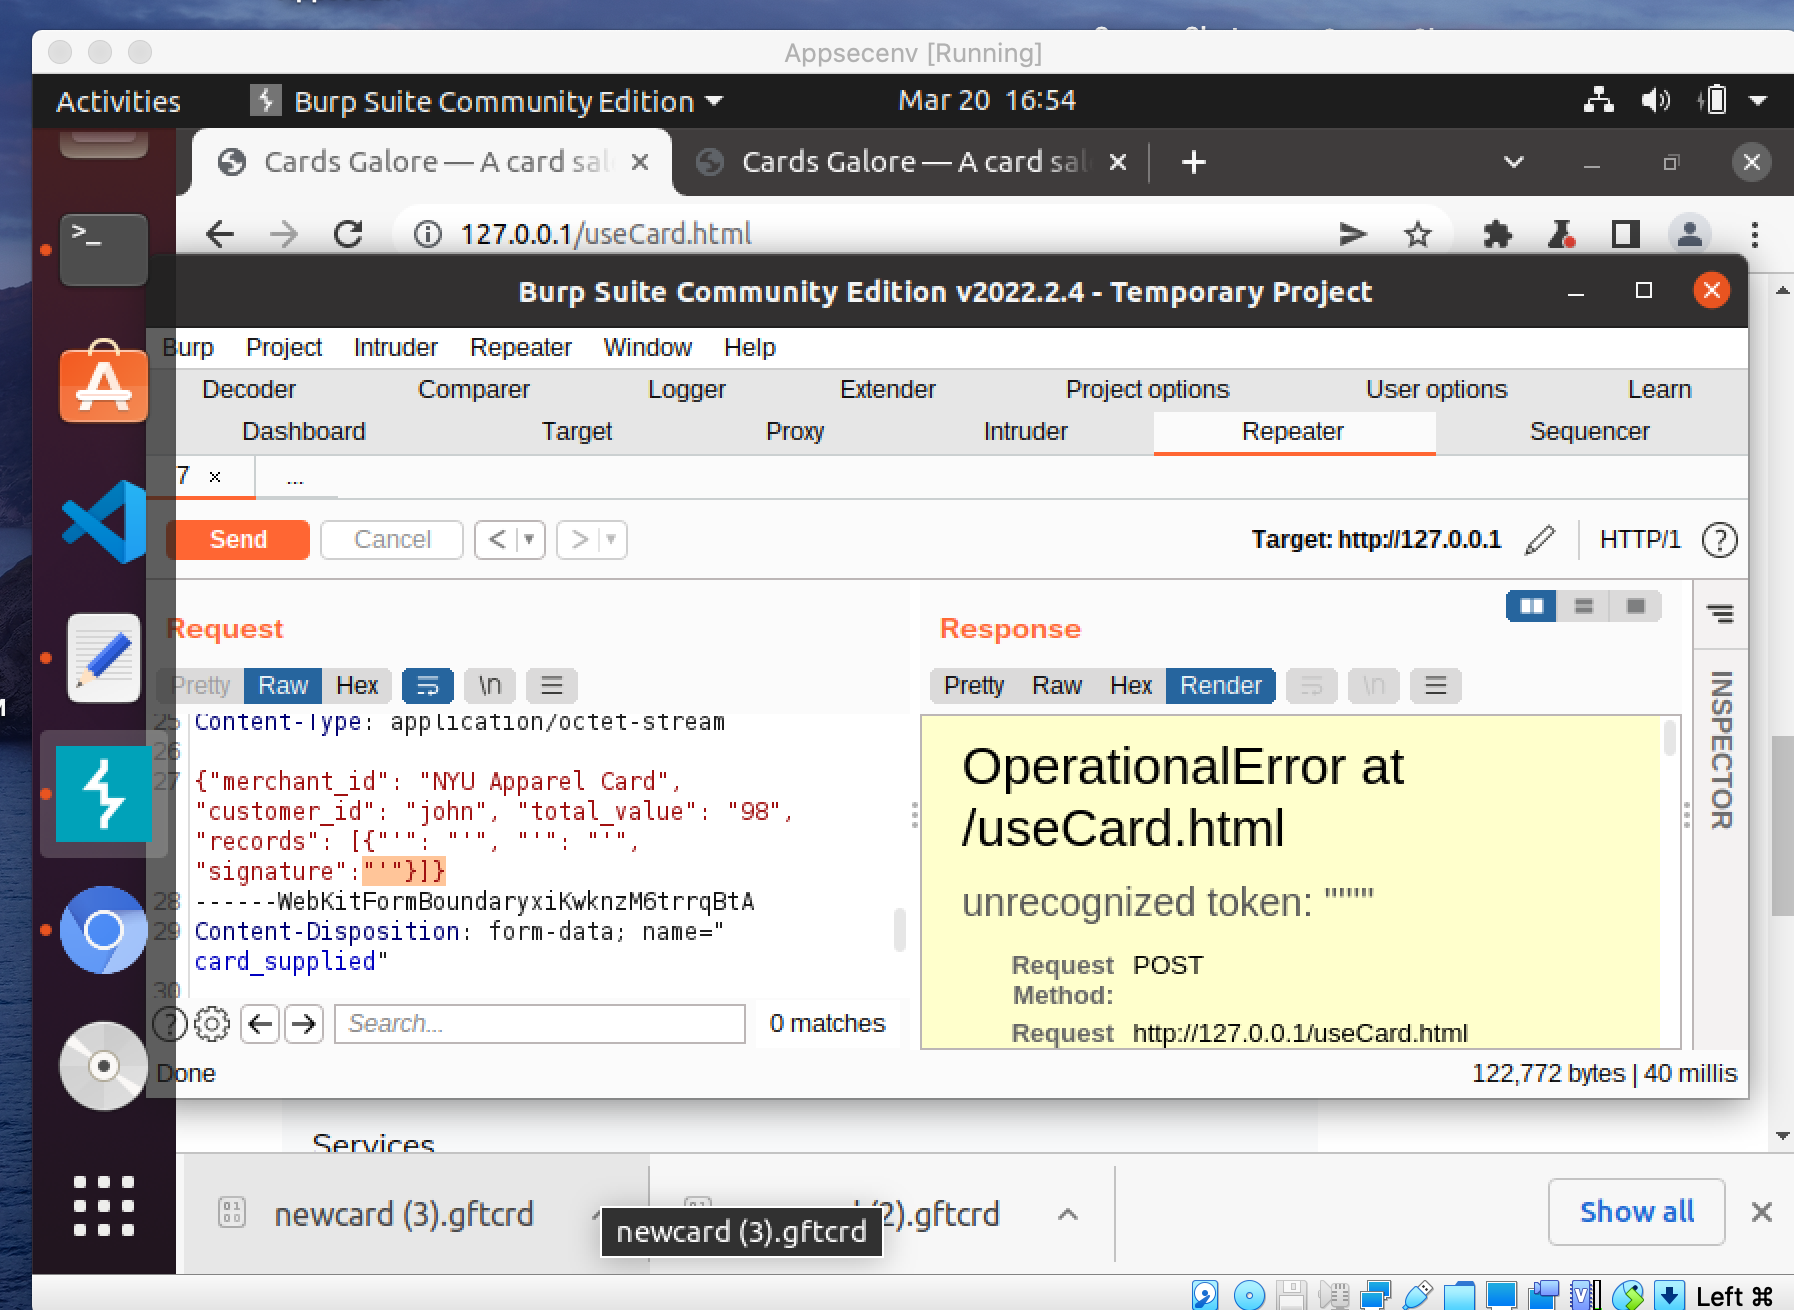 Appsecenv [Running]
Activities
Burp Suite Community Edition
Mar 20 16:54
Cards Galore — A card sal
Cards Galore — A card sal
127.0.0.1/useCard.html
Burp Suite Community Edition v2022.2.4 - Temporary Project
Burp Project Intruder Repeater Window Help
Decoder Comparer Logger Extender Project options User options Learn
Dashboard Target Proxy Intruder Repeater Sequencer
7 × ...
Send Cancel < >
Target: http://127.0.0.1 HTTP/1 ?
Request
Pretty Raw Hex \n
25 Content-Type: application/octet-stream
26
27 {"merchant_id": "NYU Apparel Card",
"customer_id": "john", "total_value": "98",
"records": [{"'": "'", "'": "'",
"signature":"'"}]}
28 ------WebKitFormBoundaryxiKwknzM6trrqBtA
29 Content-Disposition: form-data; name="
card_supplied"
30
? Search... 0 matches
Response
Pretty Raw Hex Render \n
OperationalError at
/useCard.html
unrecognized token: """"
Request Method: POST
Request http://127.0.0.1/useCard.html
INSPECTOR
Done
122,772 bytes | 40 millis
Services
newcard (3).gftcrd
(2).gftcrd
newcard (3).gftcrd
Show all
Left ⌘